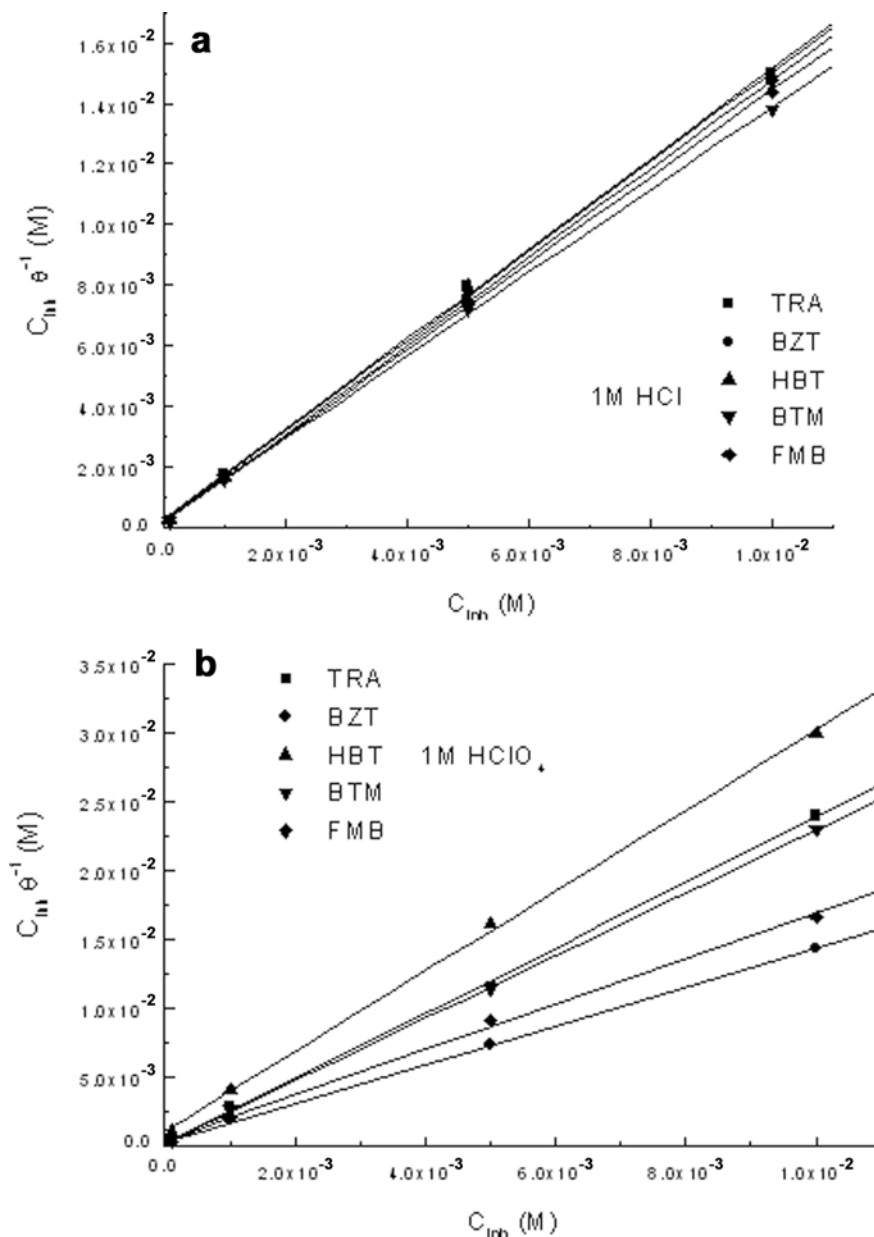 a
1.6x10⁻²
1.4x10⁻²
1.2x10⁻²
1.0x10⁻²
8.0x10⁻³
6.0x10⁻³
4.0x10⁻³
2.0x10⁻³
0.0
C_Inh θ⁻¹ (M)
TRA
BZT
HBT
BTM
FMB
1M HCl
0.0 2.0x10⁻³ 4.0x10⁻³ 6.0x10⁻³ 8.0x10⁻³ 1.0x10⁻²
C_Inh (M)
b
3.5x10⁻²
3.0x10⁻²
2.5x10⁻²
2.0x10⁻²
1.5x10⁻²
1.0x10⁻²
5.0x10⁻³
0.0
C_Inh θ⁻¹ (M)
TRA
BZT
HBT
BTM
FMB
1M HClO₄
0.0 2.0x10⁻³ 4.0x10⁻³ 6.0x10⁻³ 8.0x10⁻³ 1.0x10⁻²
C_Inh (M)